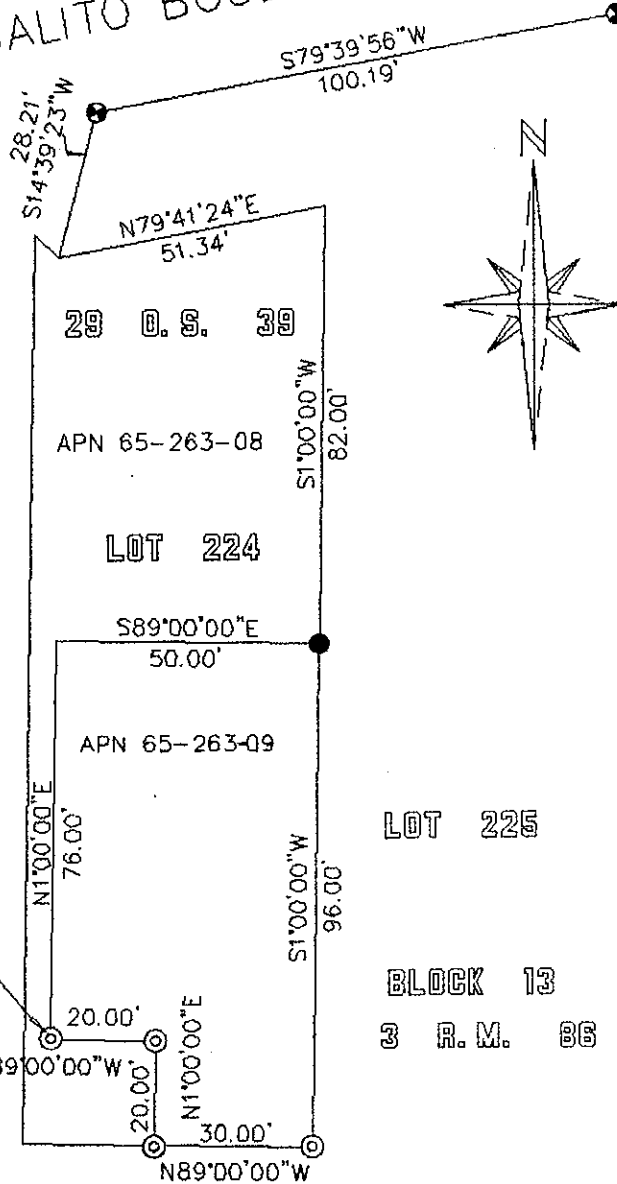 S79°39'56"W
100.19'
28.21'
S14°39'23"W
N
N79°41'24"E
51.34'
29 O.S. 39
S1°00'00"W
82.00'
APN 65-263-08
LOT 224
S89°00'00"E
50.00'
APN 65-263-09
N1°00'00"E
76.00'
LOT 225
S1°00'00"W
96.00'
BLOCK 13
3 R.M. 86
20.00'
89°00'00"W
20.00'
N1°00'00"E
30.00'
N89°00'00"W